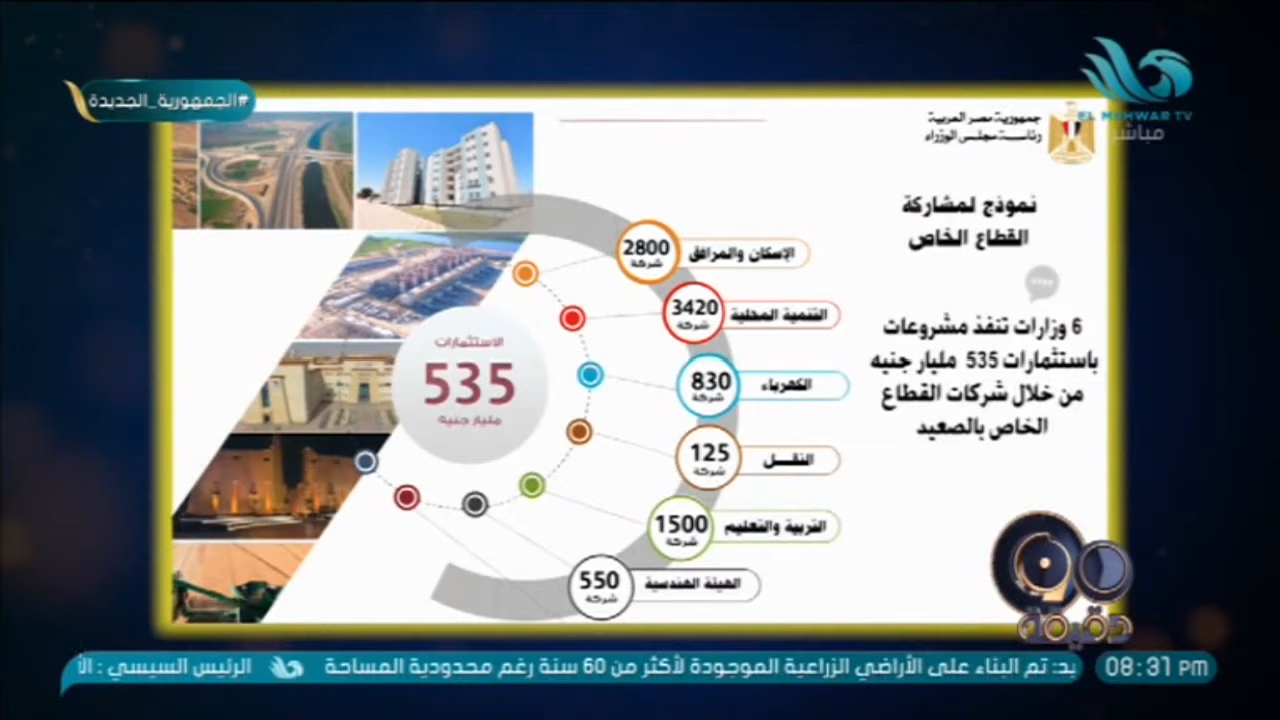 #الجمهورية_الجديدة
EL MEHWAR TV
مباشر
جمهورية مصر العربية
رئاسة مجلس الوزراء
نموذج لمشاركة
القطاع الخاص
6 وزارات تنفذ مشروعات
باستثمارات 535 مليار جنيه
من خلال شركات القطاع
الخاص بالصعيد
الاستثمارات
535
مليار جنيه
2800
شركة
الإسكان والمرافق
3420
شركة
التنمية المحلية
830
شركة
الكهرباء
125
شركة
النقــل
1500
شركة
التربية والتعليم
550
شركة
الهيئة الهندسية
90
دقيقة
يد: تم البناء على الأراضي الزراعية الموجودة لأكثر من 60 سنة رغم محدودية المساحة
الرئيس السيسي : الأ
08:31 PM